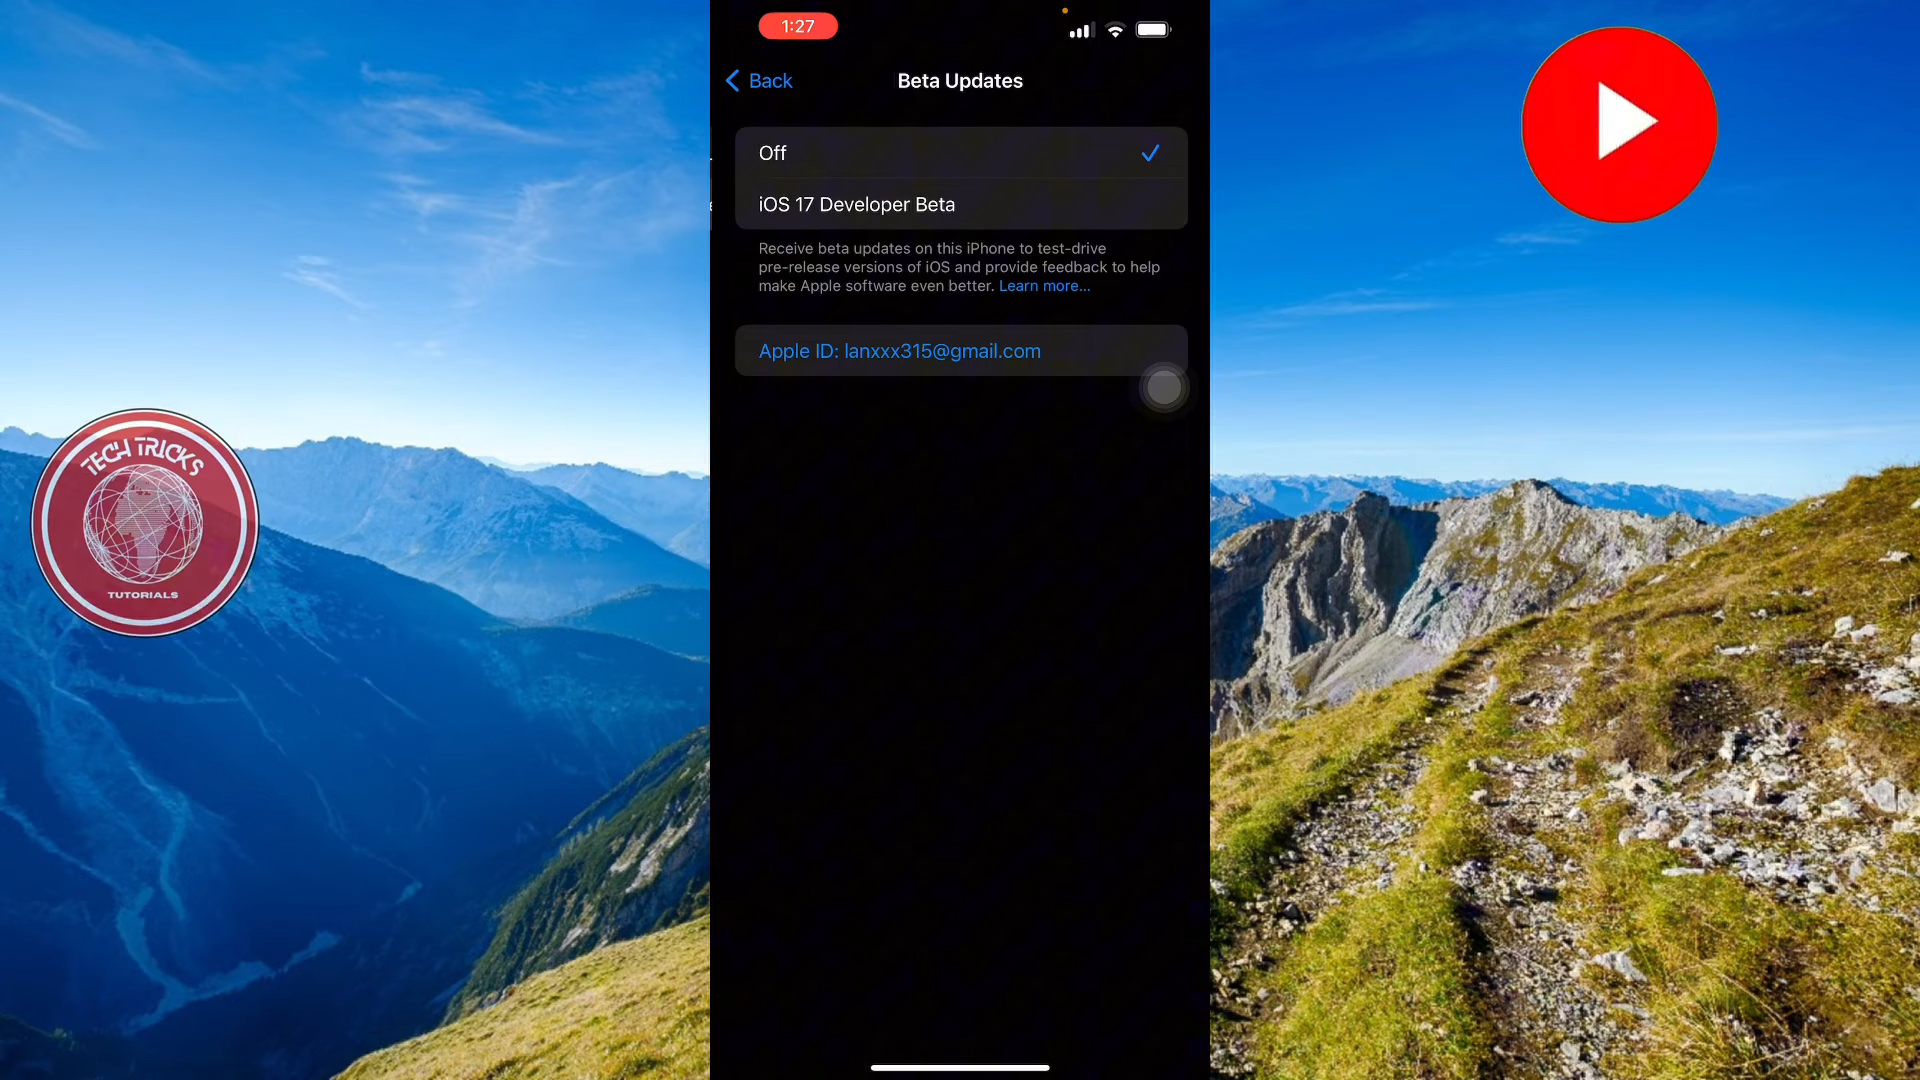 1:27
Back
Beta Updates
Off
iOS 17 Developer Beta
Receive beta updates on this iPhone to test-drive
pre-release versions of iOS and provide feedback to help
make Apple software even better. Learn more...
Apple ID: lanxxx315@gmail.com
TECH TRICKS
TUTORIALS